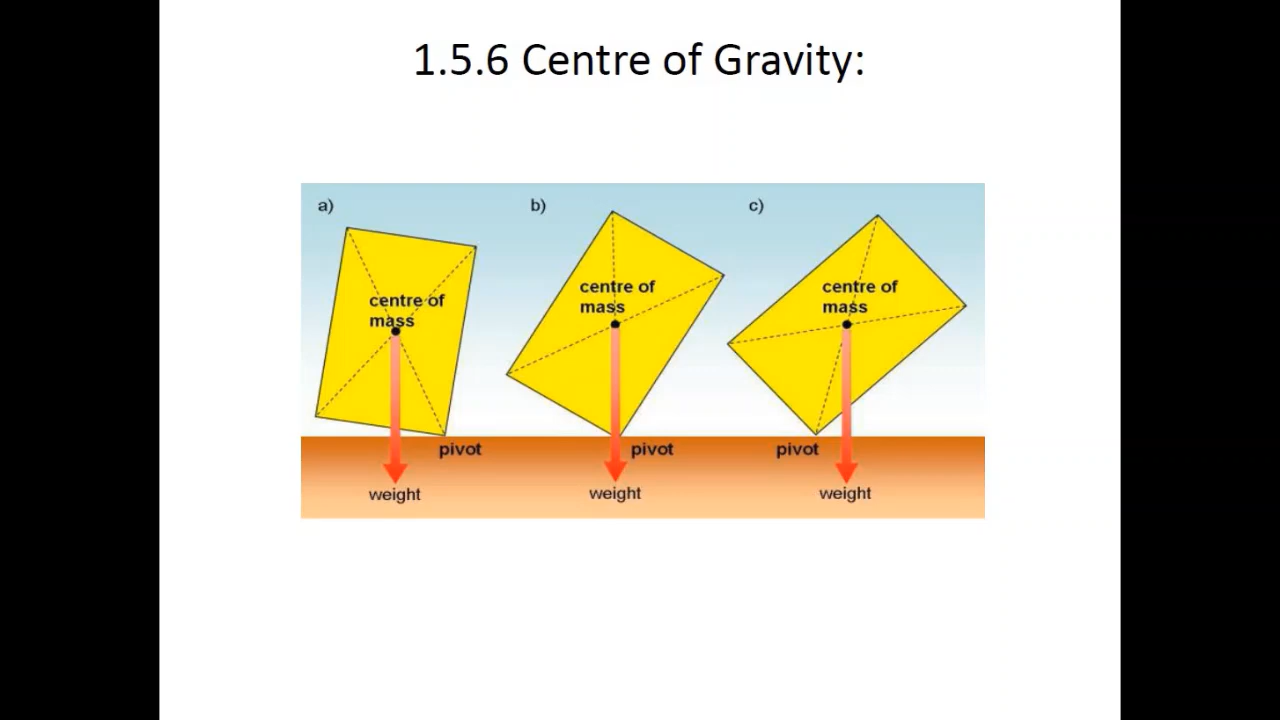 1.5.6 Centre of Gravity:
a)
b)
c)
centre of
mass
centre of
mass
centre of
mass
pivot
pivot
pivot
weight
weight
weight